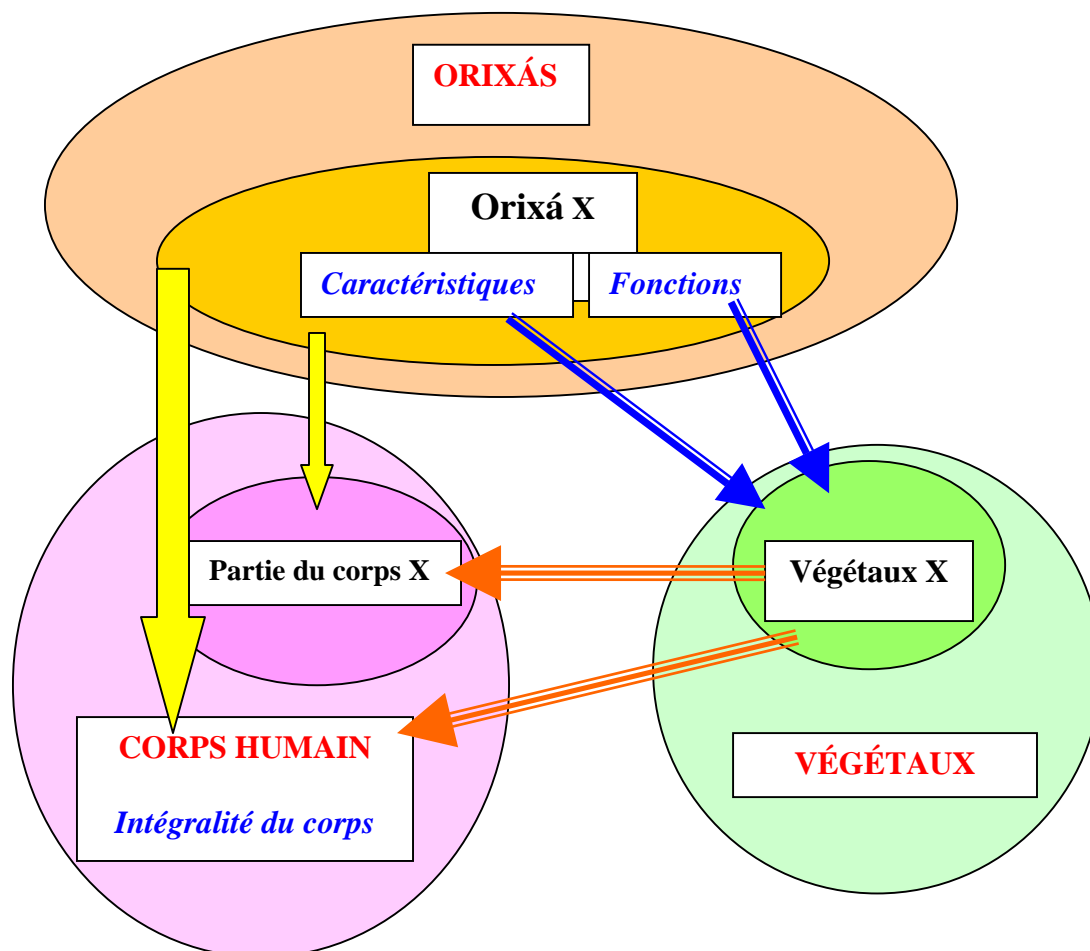 ORIXÁS
Orixá X
Caractéristiques
Fonctions
Partie du corps X
Végétaux X
CORPS HUMAIN
Intégralité du corps
VÉGÉTAUX